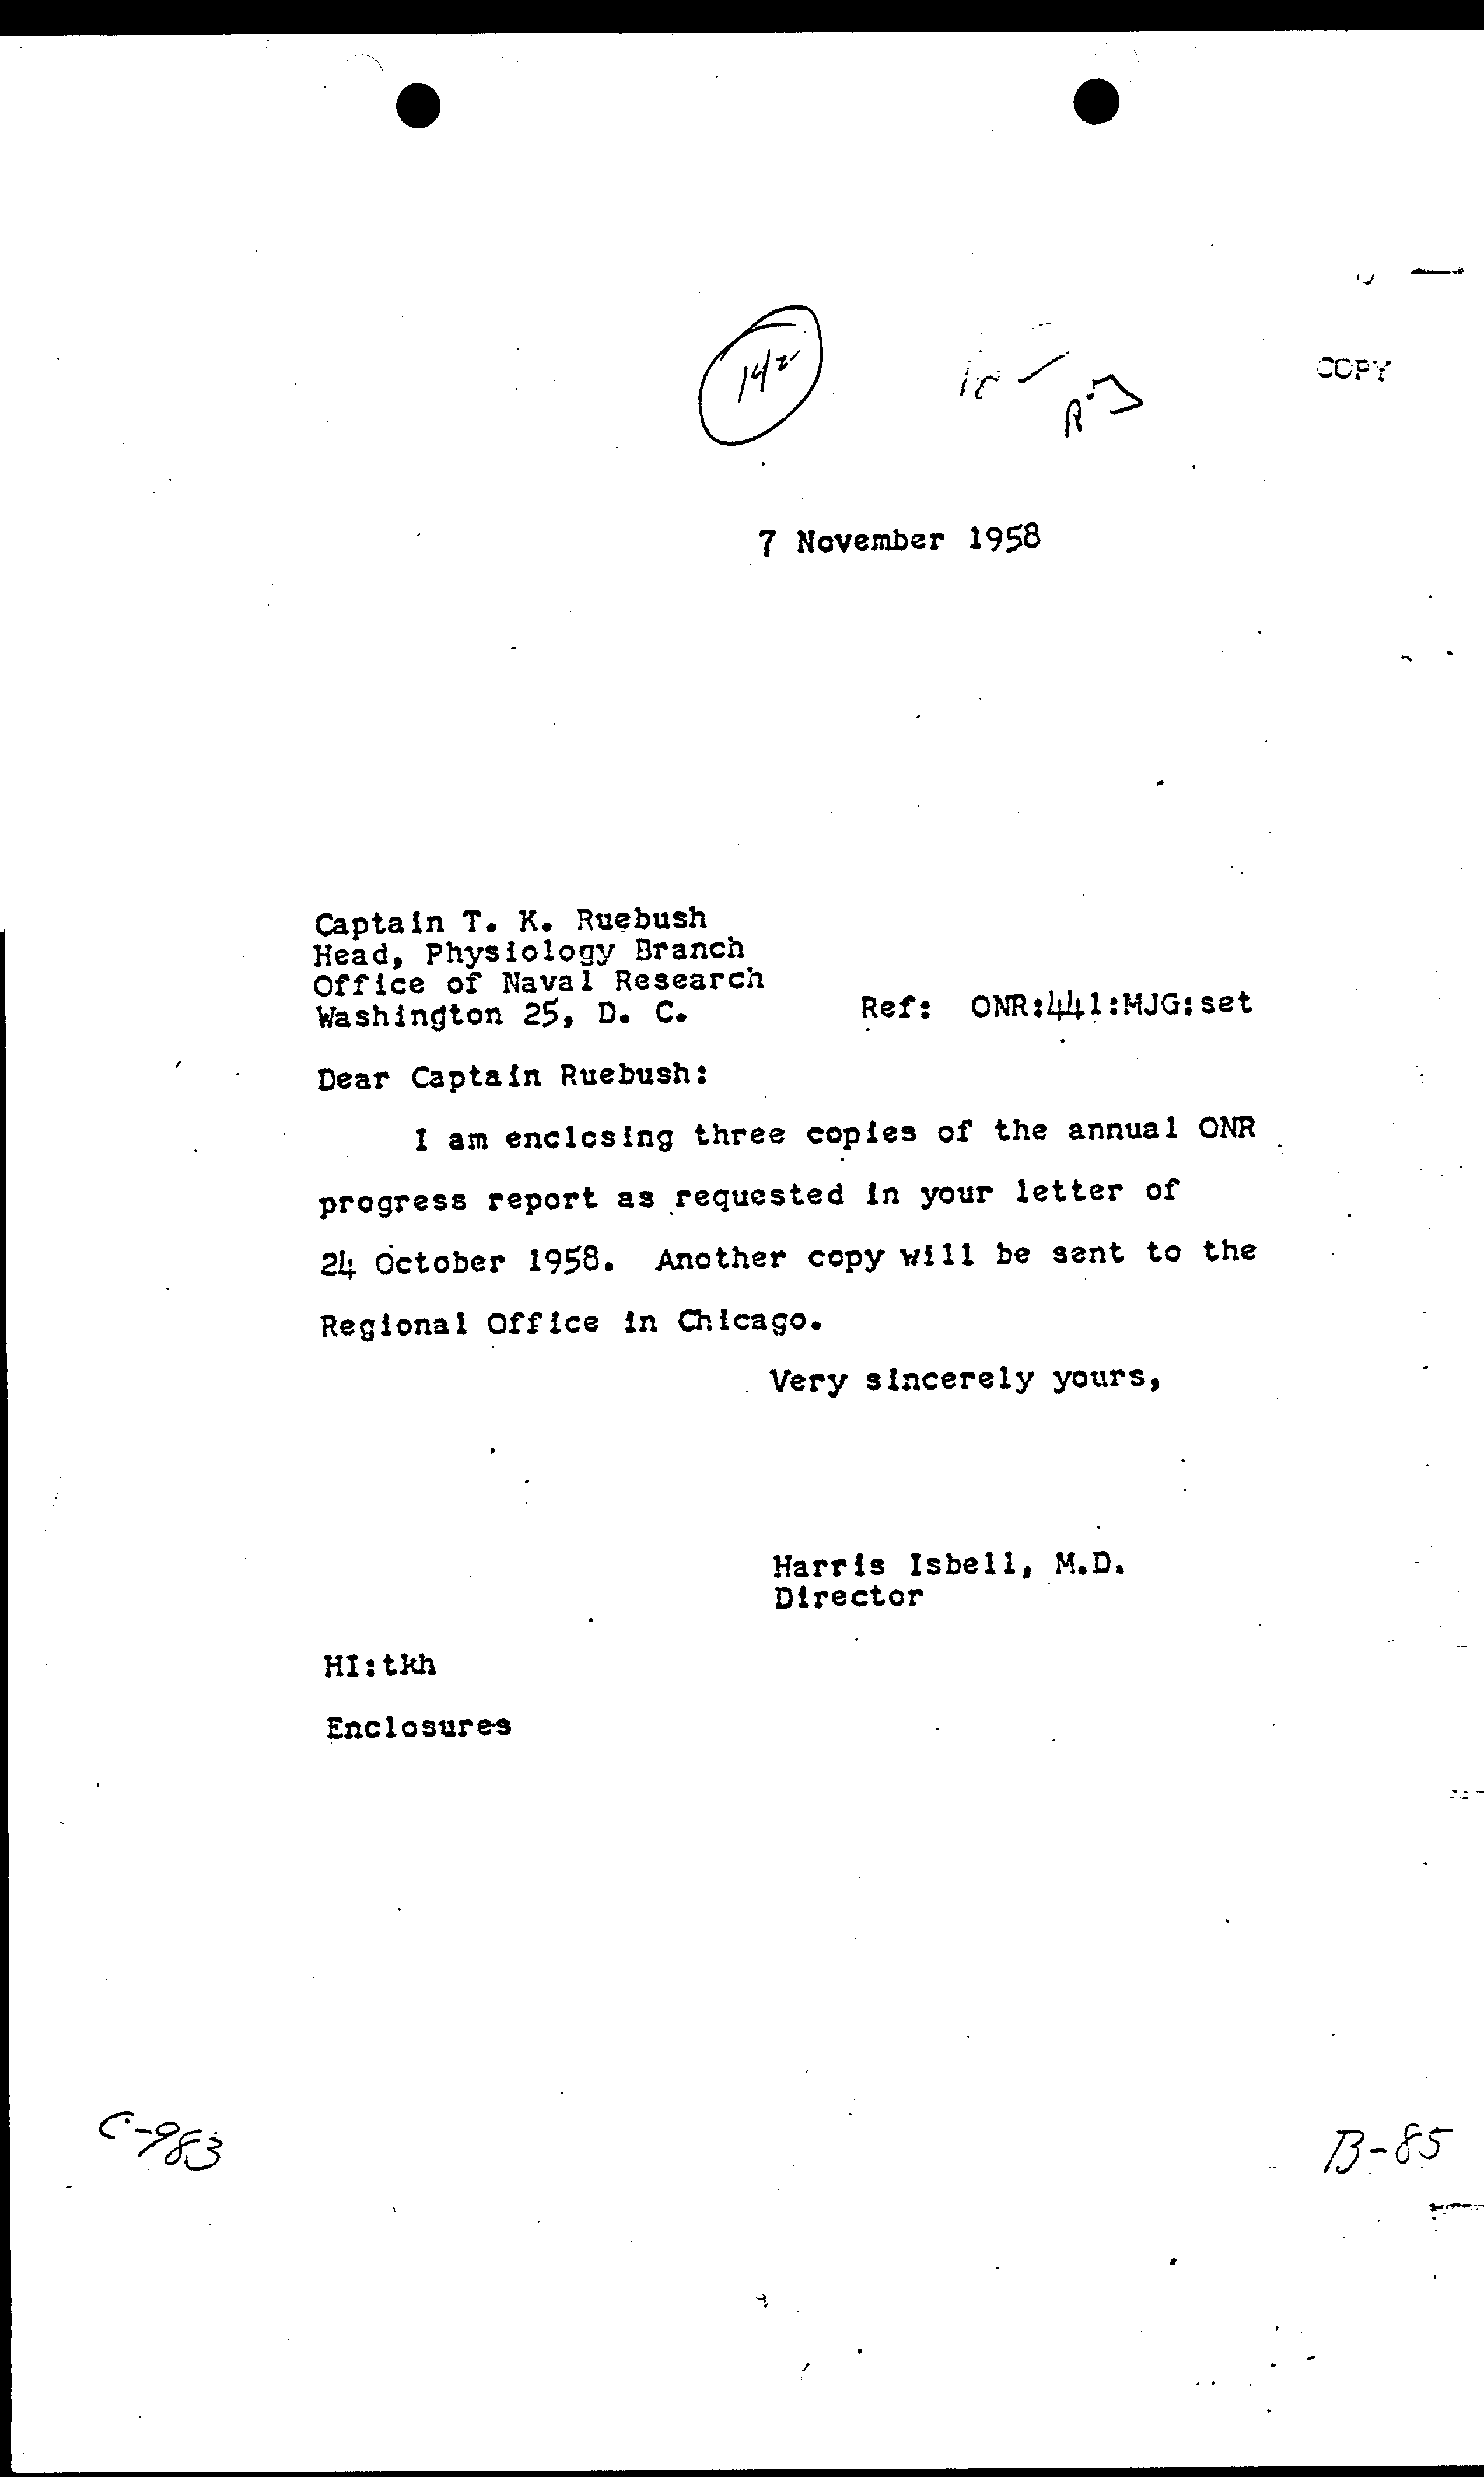 COPY
142
7 November 1958
Captain T. K. Ruebush
Head, Physiology Branch
Office of Naval Research
Washington 25, D. C.
Ref: ONR:441:MJG:set
Dear Captain Ruebush:
I am enclosing three copies of the annual ONR
progress report as requested in your letter of
24 October 1958. Another copy will be sent to the
Regional Office in Chicago.
Very sincerely yours,
Harris Isbell, M.D.
Director
HI:tkh
Enclosures
C-983
B-85